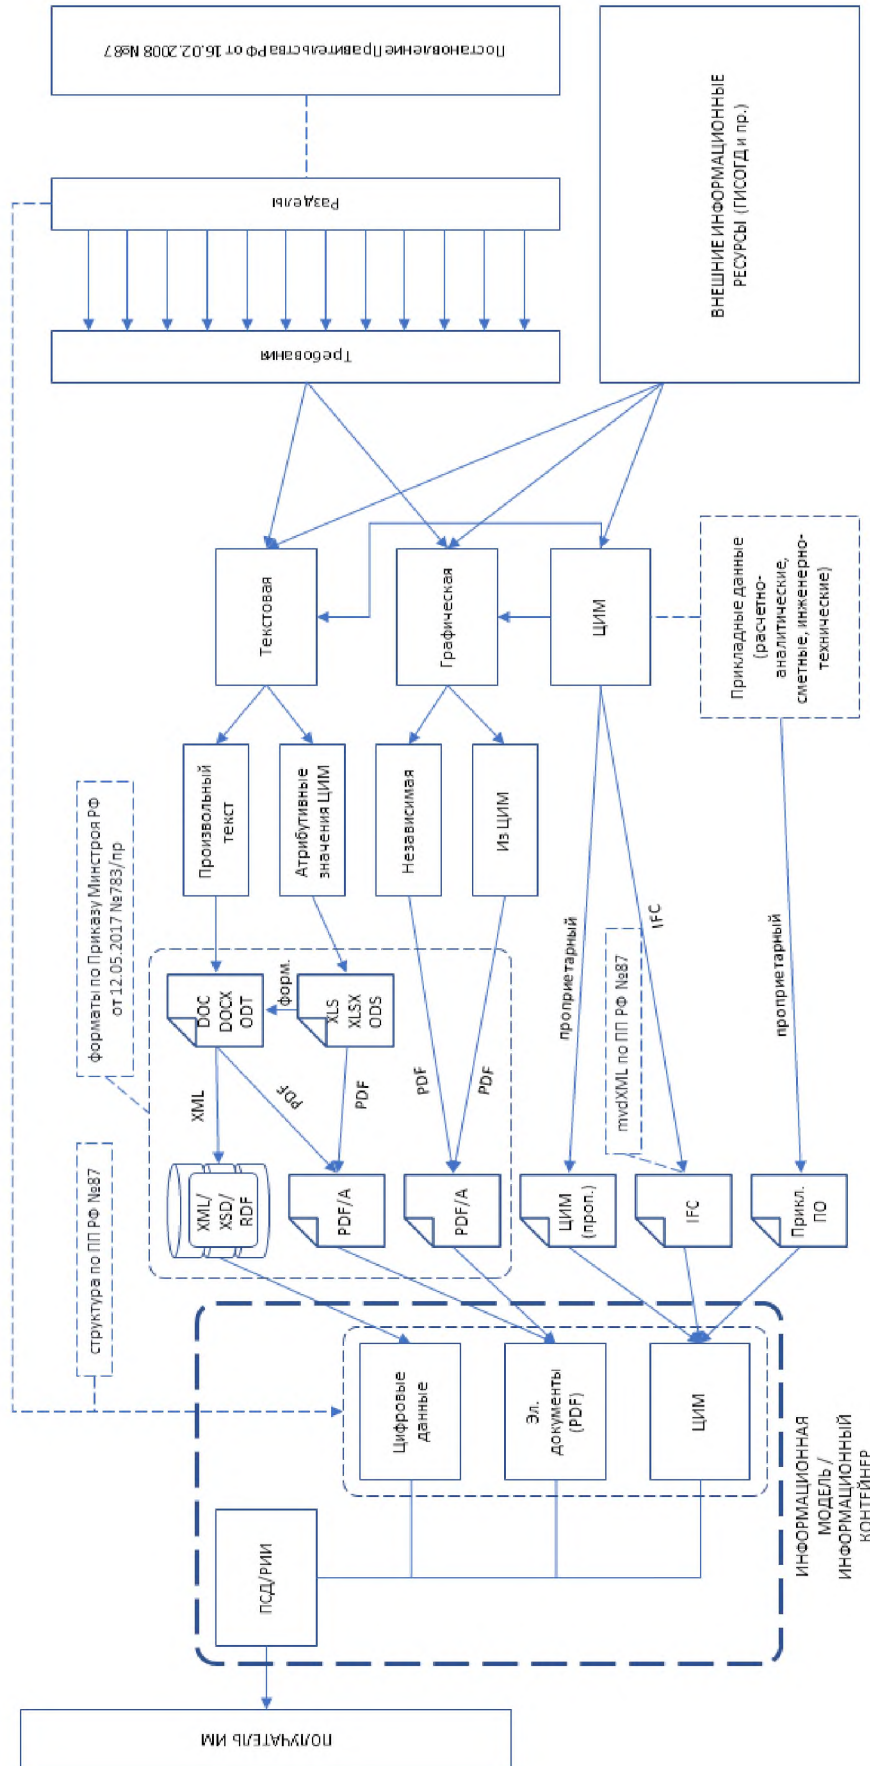 Постановление Правительства РФ от 16.02.2008 №87
Разделы
Требования
ВНЕШНИЕ ИНФОРМАЦИОННЫЕ
РЕСУРСЫ (ГИСОГД и пр.)
Текстовая
Графическая
ЦИМ
Прикладные данные
(расчетно-
аналитические,
сметные, инженерно-
технические)
Произвольный
текст
Атрибутивные
значения ЦИМ
Независимая
Из ЦИМ
форматы по Приказу Минстроя РФ
от 12.05.2017 №783/пр
DOC
DOCX
ODT
форм.
XLS
XLSX
ODS
XML
PDF
PDF
PDF
PDF
проприетарный
IFC
mvdXML по ПП РФ №87
проприетарный
структура по ПП РФ №87
XML/
XSD/
RDF
PDF/A
PDF/A
ЦИМ
(проп.)
IFC
Прикл.
ПО
Цифровые
данные
Эл.
документы
(PDF)
ЦИМ
ПСД/РИИ
ИНФОРМАЦИОННАЯ
МОДЕЛЬ /
ИНФОРМАЦИОННЫЙ
КОНТЕЙНЕР
ПОЛУЧАТЕЛЬ ИМ